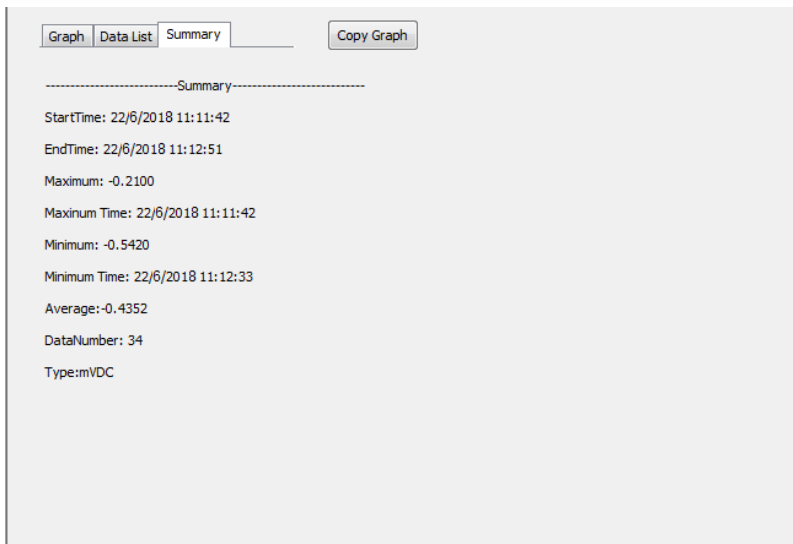 Graph Data List Summary Copy Graph
---------------------------Summary---------------------------
StartTime: 22/6/2018 11:11:42
EndTime: 22/6/2018 11:12:51
Maximum: -0.2100
Maxinum Time: 22/6/2018 11:11:42
Minimum: -0.5420
Minimum Time: 22/6/2018 11:12:33
Average:-0.4352
DataNumber: 34
Type:mVDC